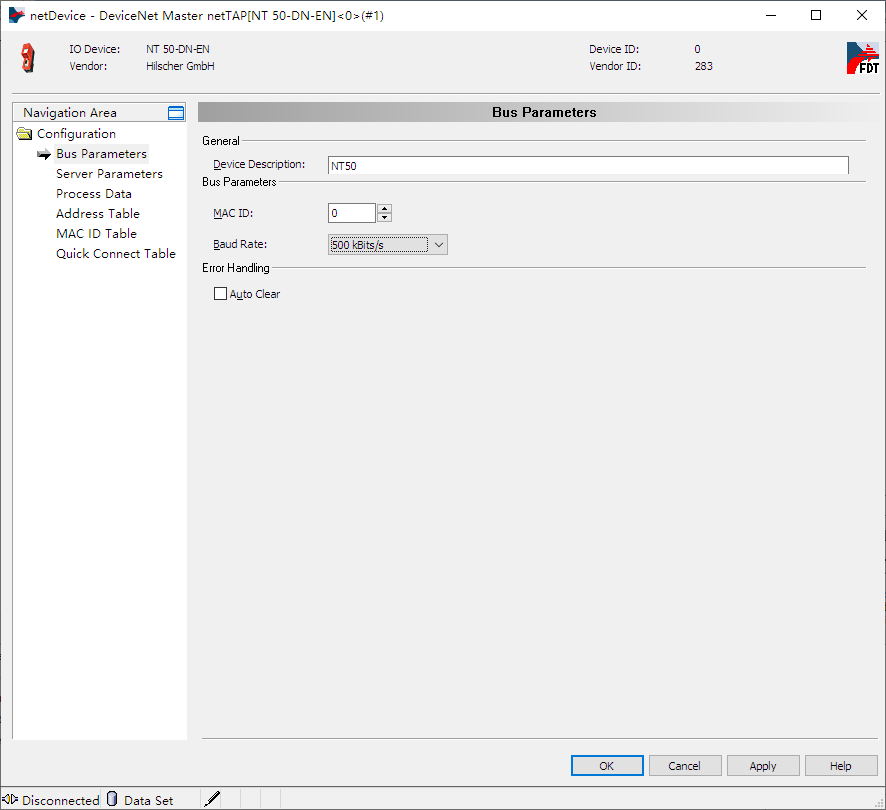 netDevice - DeviceNet Master netTAP[NT 50-DN-EN]<0>(#1)
IO Device: NT 50-DN-EN Device ID: 0
Vendor: Hilscher GmbH Vendor ID: 283
FDT
Navigation Area
Configuration
Bus Parameters
Server Parameters
Process Data
Address Table
MAC ID Table
Quick Connect Table
Bus Parameters
General
Device Description: NT50
Bus Parameters
MAC ID: 0
Baud Rate: 500 kBits/s
Error Handling
Auto Clear
OK Cancel Apply Help
Disconnected Data Set